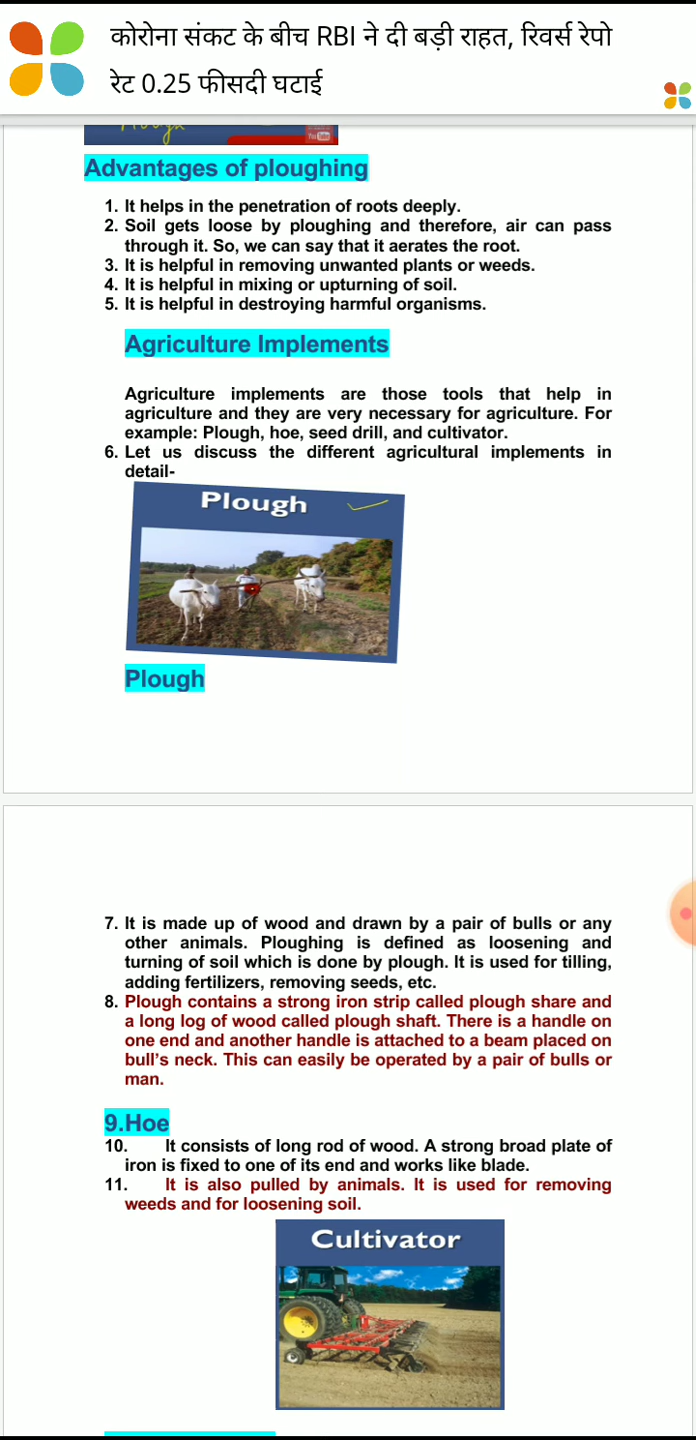 कोरोना संकट के बीच RBI ने दी बड़ी राहत, रिवर्स रेपो
रेट 0.25 फीसदी घटाई
Advantages of ploughing
1. It helps in the penetration of roots deeply.
2. Soil gets loose by ploughing and therefore, air can pass
through it. So, we can say that it aerates the root.
3. It is helpful in removing unwanted plants or weeds.
4. It is helpful in mixing or upturning of soil.
5. It is helpful in destroying harmful organisms.
Agriculture Implements
Agriculture implements are those tools that help in
agriculture and they are very necessary for agriculture. For
example: Plough, hoe, seed drill, and cultivator.
6. Let us discuss the different agricultural implements in
detail-
Plough
Plough
7. It is made up of wood and drawn by a pair of bulls or any
other animals. Ploughing is defined as loosening and
turning of soil which is done by plough. It is used for tilling,
adding fertilizers, removing seeds, etc.
8. Plough contains a strong iron strip called plough share and
a long log of wood called plough shaft. There is a handle on
one end and another handle is attached to a beam placed on
bull's neck. This can easily be operated by a pair of bulls or
man.
9.Hoe
10. It consists of long rod of wood. A strong broad plate of
iron is fixed to one of its end and works like blade.
11. It is also pulled by animals. It is used for removing
weeds and for loosening soil.
Cultivator